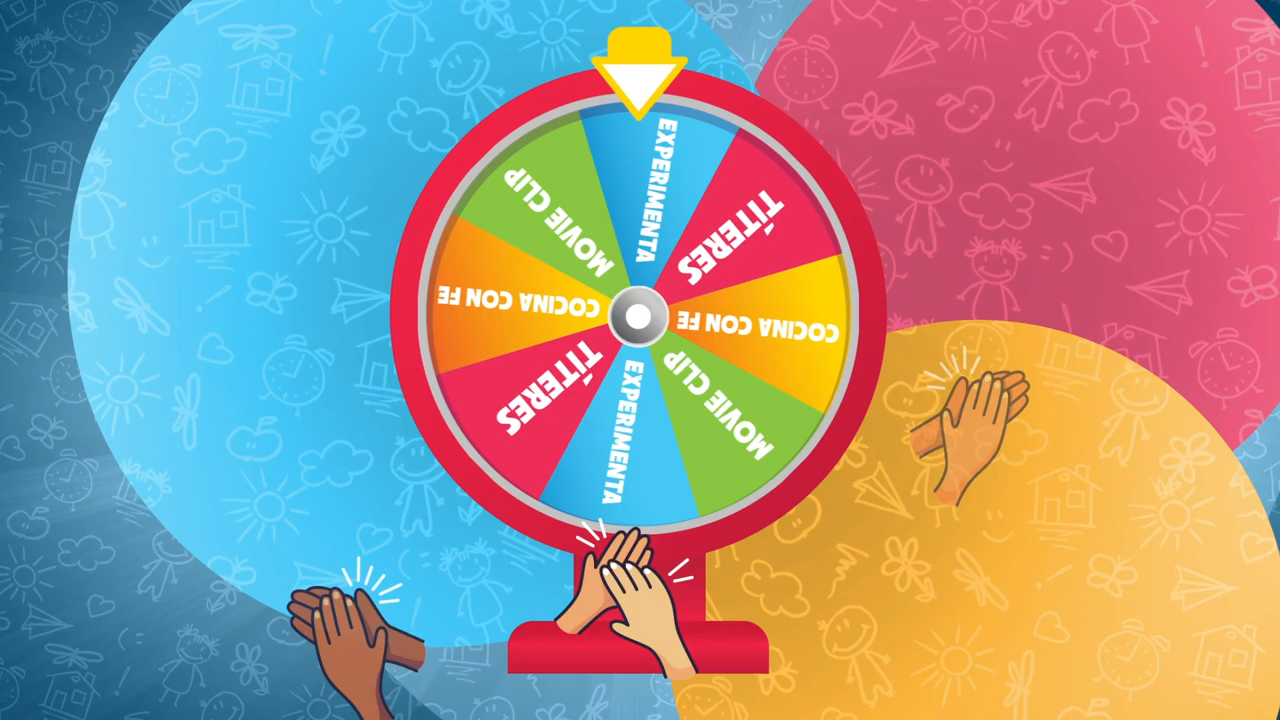 EXPERIMENTA
TÍTERES
COCINA CON FE
MOVIE CLIP
EXPERIMENTA
TÍTERES
COCINA CON FE
MOVIE CLIP